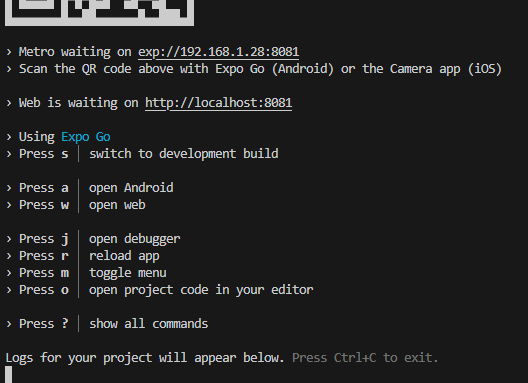 › Metro waiting on exp://192.168.1.28:8081
› Scan the QR code above with Expo Go (Android) or the Camera app (iOS)
› Web is waiting on http://localhost:8081
› Using Expo Go
› Press s │ switch to development build
› Press a │ open Android
› Press w │ open web
› Press j │ open debugger
› Press r │ reload app
› Press m │ toggle menu
› Press o │ open project code in your editor
› Press ? │ show all commands
Logs for your project will appear below. Press Ctrl+C to exit.